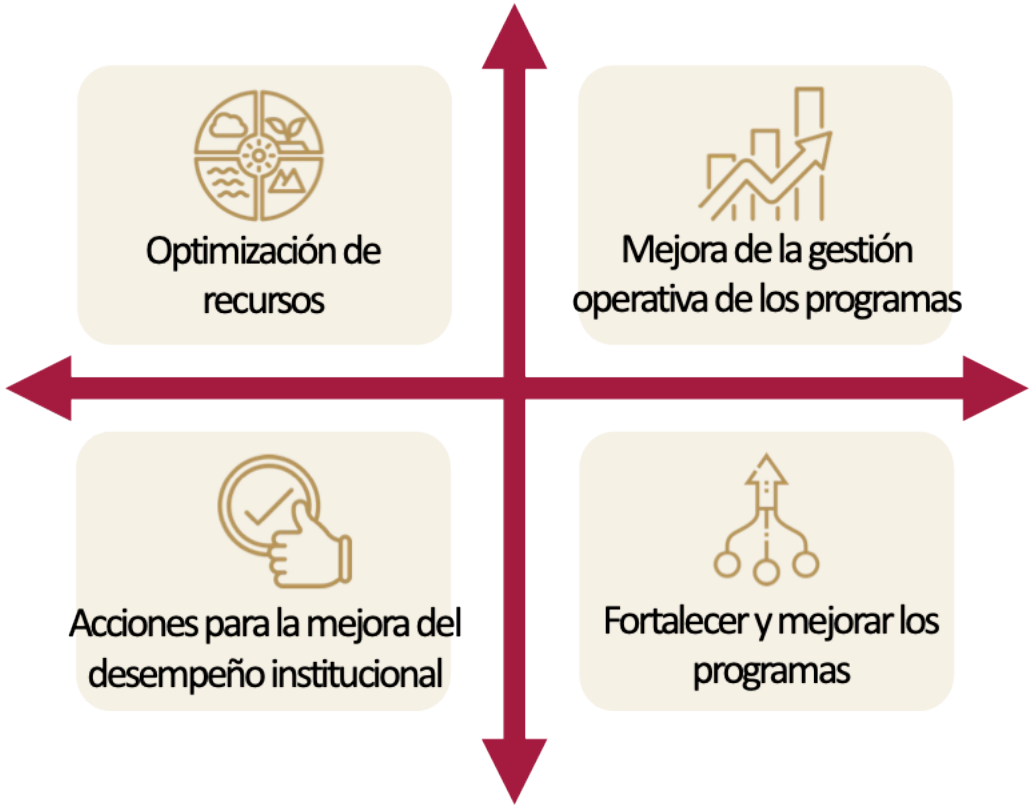 Optimización de
recursos
Mejora de la gestión
operativa de los programas
Acciones para la mejora del
desempeño institucional
Fortalecer y mejorar los
programas